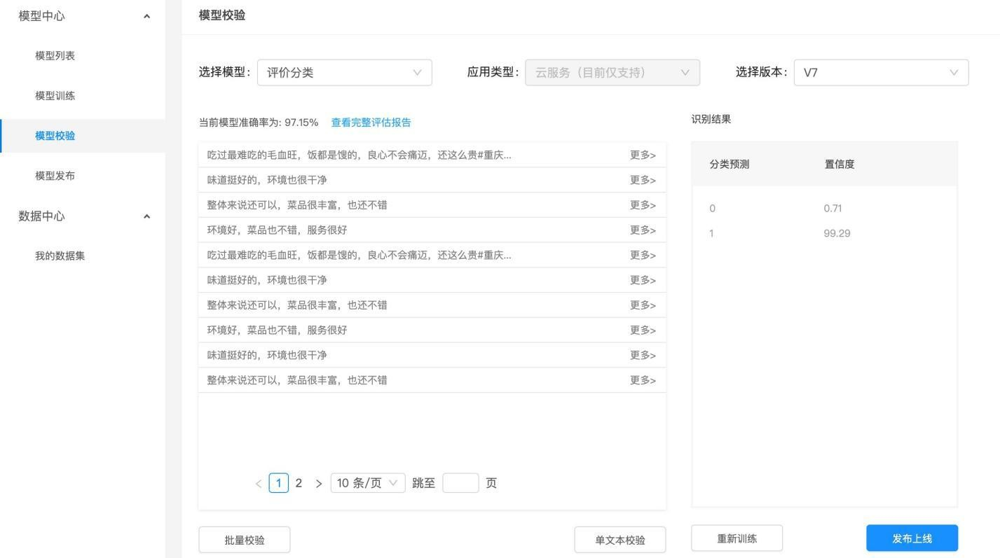 模型中心
模型列表
模型训练
模型校验
模型发布
数据中心
我的数据集
模型校验
选择模型: 评价分类 应用类型: 云服务（目前仅支持） 选择版本: V7
当前模型准确率为: 97.15% 查看完整评估报告
吃过最难吃的毛血旺，饭都是馊的，良心不会痛迈，还这么贵#重庆... 更多>
味道挺好的，环境也很干净 更多>
整体来说还可以，菜品很丰富，也还不错 更多>
环境好，菜品也不错，服务很好 更多>
吃过最难吃的毛血旺，饭都是馊的，良心不会痛迈，还这么贵#重庆... 更多>
味道挺好的，环境也很干净 更多>
整体来说还可以，菜品很丰富，也还不错 更多>
环境好，菜品也不错，服务很好 更多>
味道挺好的，环境也很干净 更多>
整体来说还可以，菜品很丰富，也还不错 更多>
< 1 2 > 10 条/页 跳至 页
批量校验 单文本校验
识别结果
分类预测 置信度
0 0.71
1 99.29
重新训练 发布上线